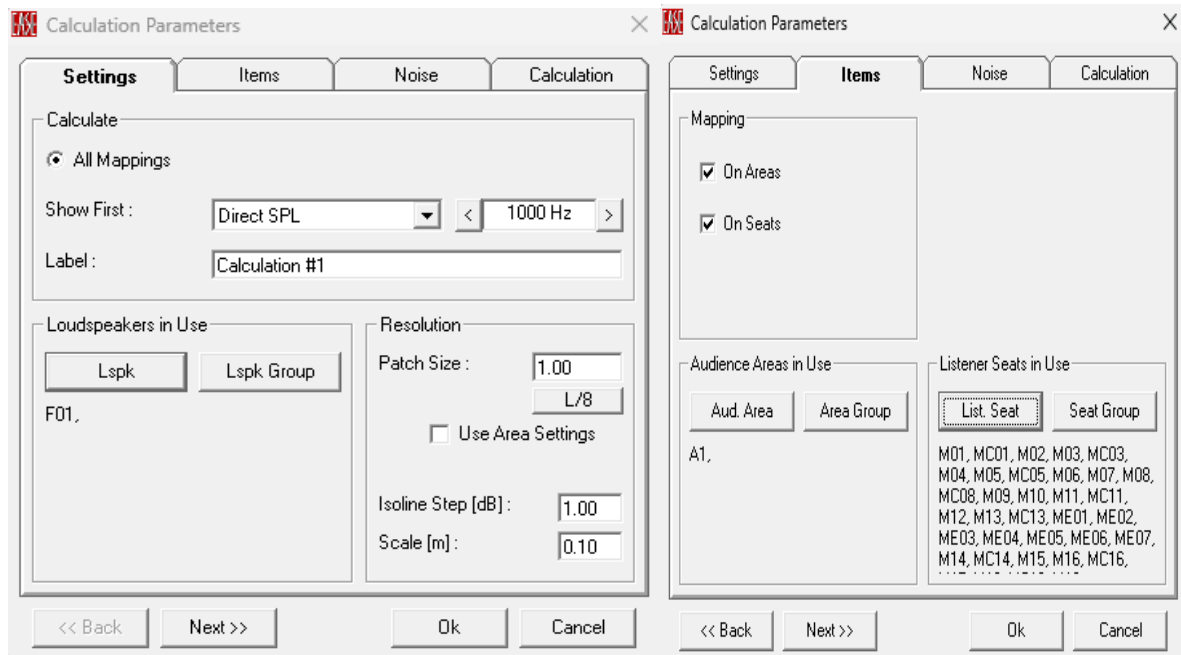 EASE Calculation Parameters
Settings Items Noise Calculation
Calculate
All Mappings
Show First : Direct SPL < 1000 Hz >
Label : Calculation #1
Loudspeakers in Use
Lspk Lspk Group
F01,
Resolution
Patch Size : 1.00
L/8
Use Area Settings
Isoline Step [dB] : 1.00
Scale [m] : 0.10
<< Back Next >> Ok Cancel
EASE Calculation Parameters
Settings Items Noise Calculation
Mapping
On Areas
On Seats
Audience Areas in Use
Aud. Area Area Group
A1,
Listener Seats in Use
List. Seat Seat Group
M01, MC01, M02, M03, MC03,
M04, M05, MC05, M06, M07, M08,
MC08, M09, M10, M11, MC11,
M12, M13, MC13, ME01, ME02,
ME03, ME04, ME05, ME06, ME07,
M14, MC14, M15, M16, MC16,
<< Back Next >> Ok Cancel